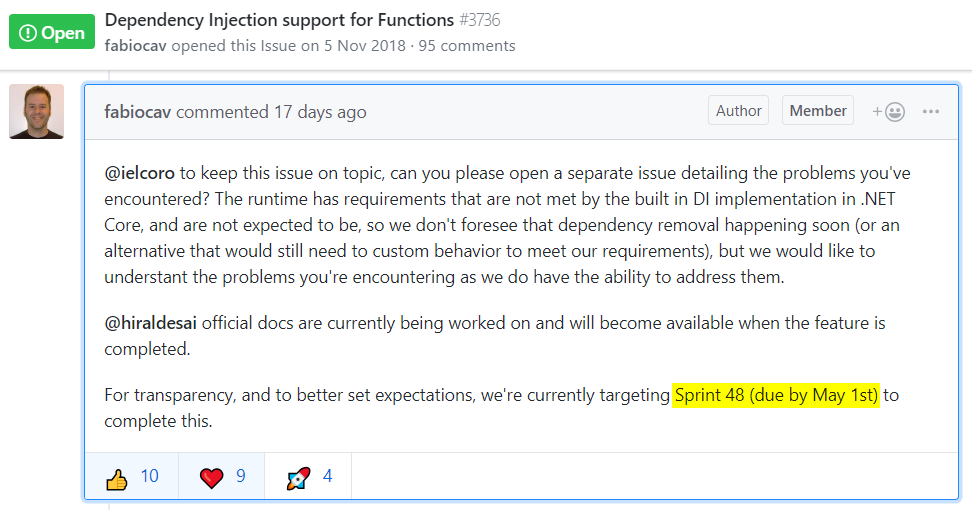 Open
Dependency Injection support for Functions #3736
fabiocav opened this Issue on 5 Nov 2018 · 95 comments
fabiocav commented 17 days ago
Author
Member
@ielcoro to keep this issue on topic, can you please open a separate issue detailing the problems you've
encountered? The runtime has requirements that are not met by the built in DI implementation in .NET
Core, and are not expected to be, so we don't foresee that dependency removal happening soon (or an
alternative that would still need to custom behavior to meet our requirements), but we would like to
understant the problems you're encountering as we do have the ability to address them.
@hiraldesai official docs are currently being worked on and will become available when the feature is
completed.
For transparency, and to better set expectations, we're currently targeting Sprint 48 (due by May 1st) to
complete this.
10
9
4